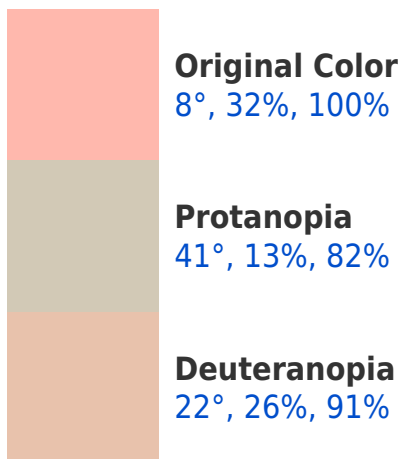 Original Color
8°, 32%, 100%
Protanopia
41°, 13%, 82%
Deuteranopia
22°, 26%, 91%